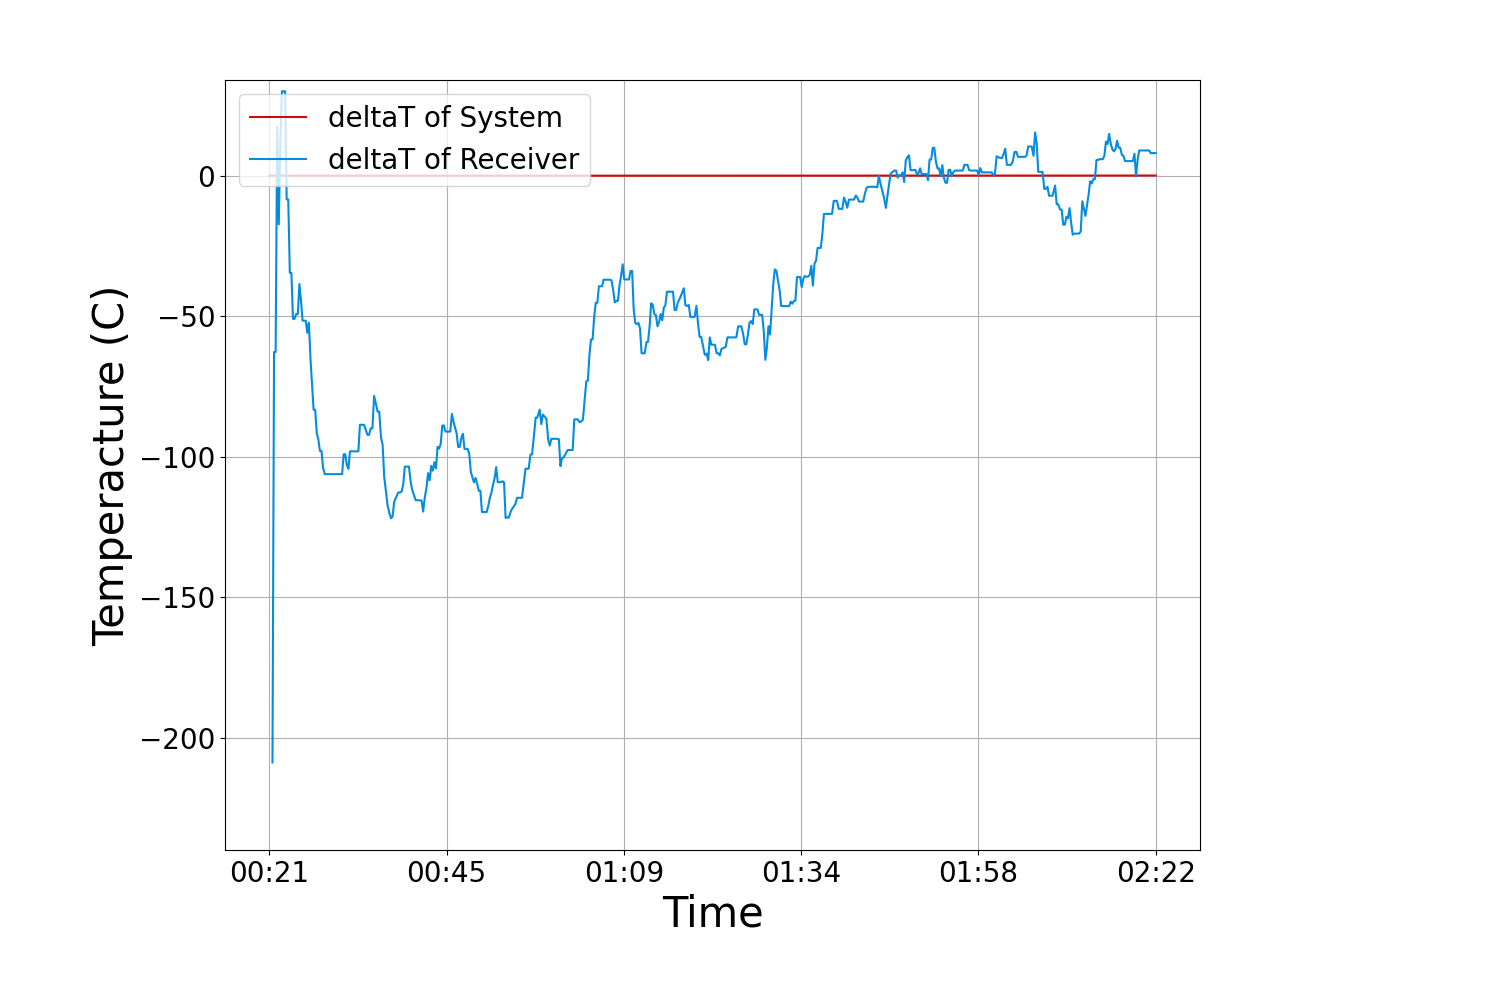 deltaT of System
deltaT of Receiver
0
−50
−100
−150
−200
Temperacture (C)
00:21 00:45 01:09 01:34 01:58 02:22
Time